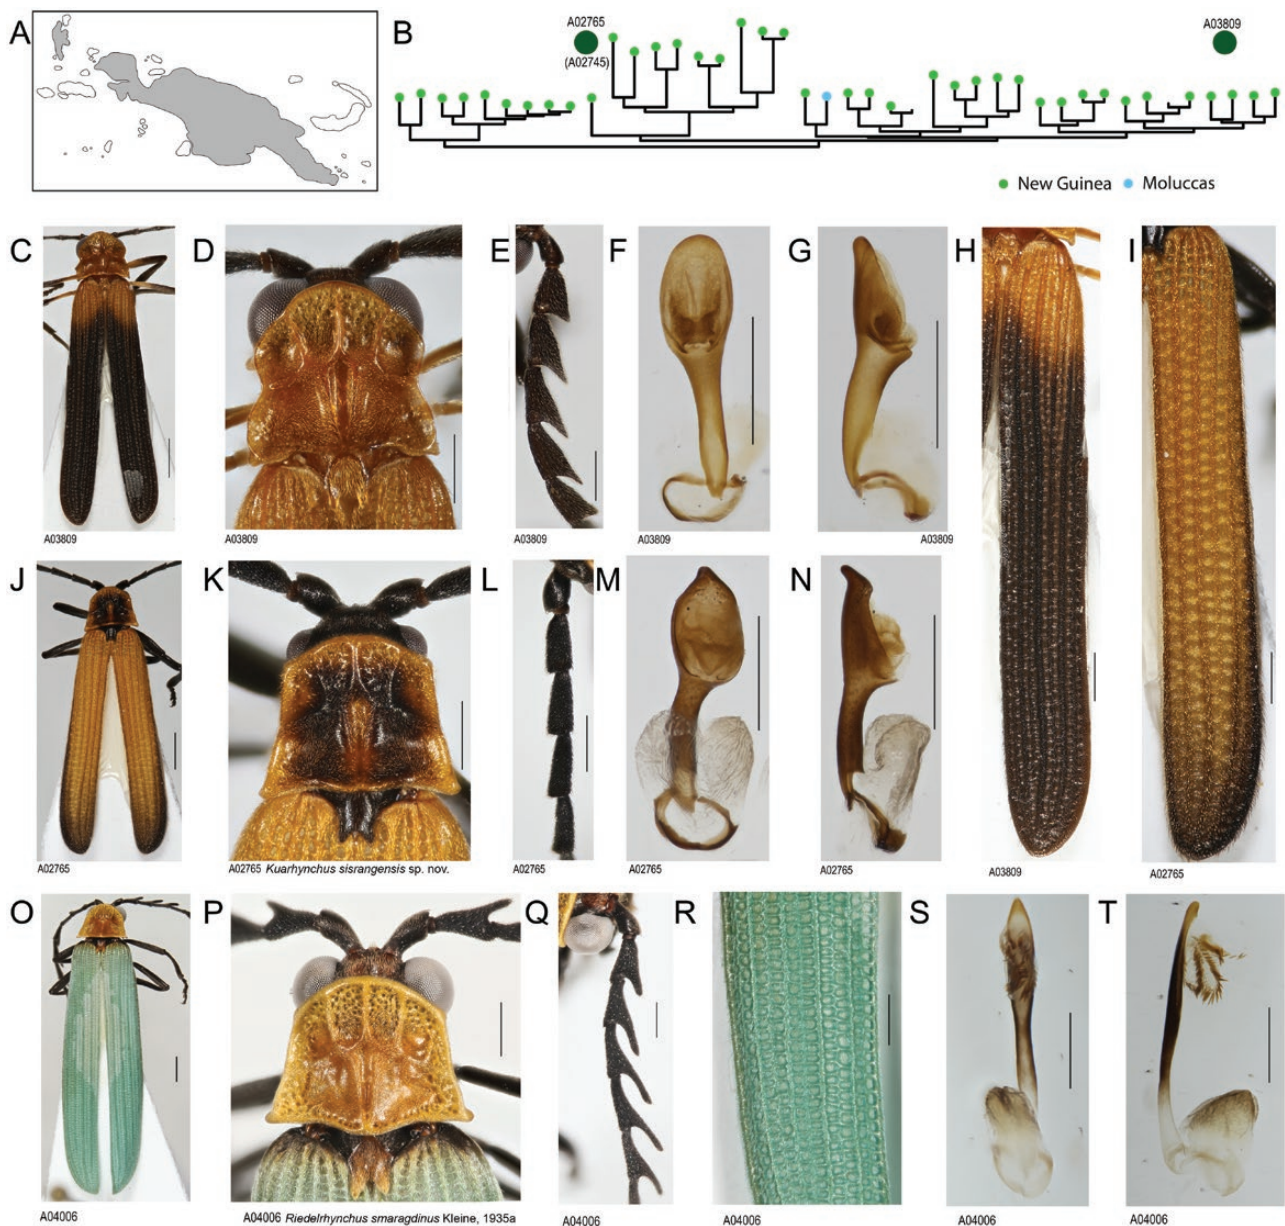 A
B
A02765
(A02745)
A03809
New Guinea
Moluccas
C
D
E
F
G
H
I
A03809
A03809
A03809
A03809
A03809
J
K
L
M
N
A02765
A02765 Kuarhynchus sisrangensis sp. nov.
A02765
A02765
A02765
A03809
A02765
O
P
Q
R
S
T
A04006
A04006 Riedelrhynchus smaragdinus Kleine, 1935a
A04006
A04006
A04006
A04006